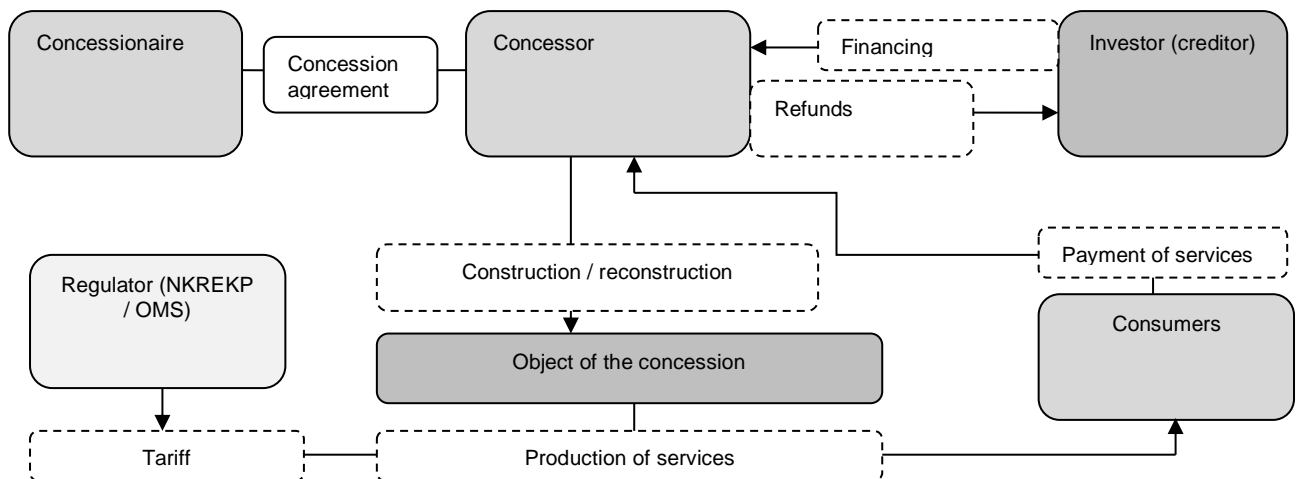 Concessionaire
Concession
agreement
Concessor
Financing
Refunds
Investor (creditor)
Construction / reconstruction
Payment of services
Regulator (NKREKP
/ OMS)
Consumers
Object of the concession
Tariff
Production of services